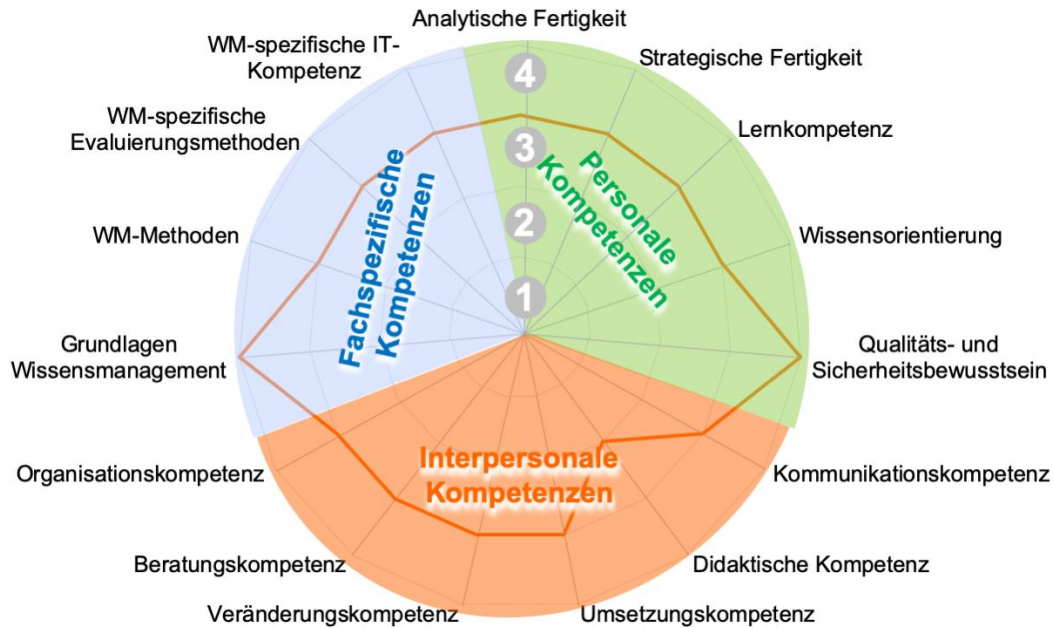 Analytische Fertigkeit
WM-spezifische IT-
Kompetenz
Strategische Fertigkeit
WM-spezifische
Evaluierungsmethoden
Lernkompetenz
WM-Methoden
Wissensorientierung
Grundlagen
Wissensmanagement
Qualitäts- und
Sicherheitsbewusstsein
Organisationskompetenz
Kommunikationskompetenz
Beratungskompetenz
Didaktische Kompetenz
Veränderungskompetenz
Umsetzungskompetenz
4
3
2
1
Fachspezifische
Kompetenzen
Personale
Kompetenzen
Interpersonale
Kompetenzen